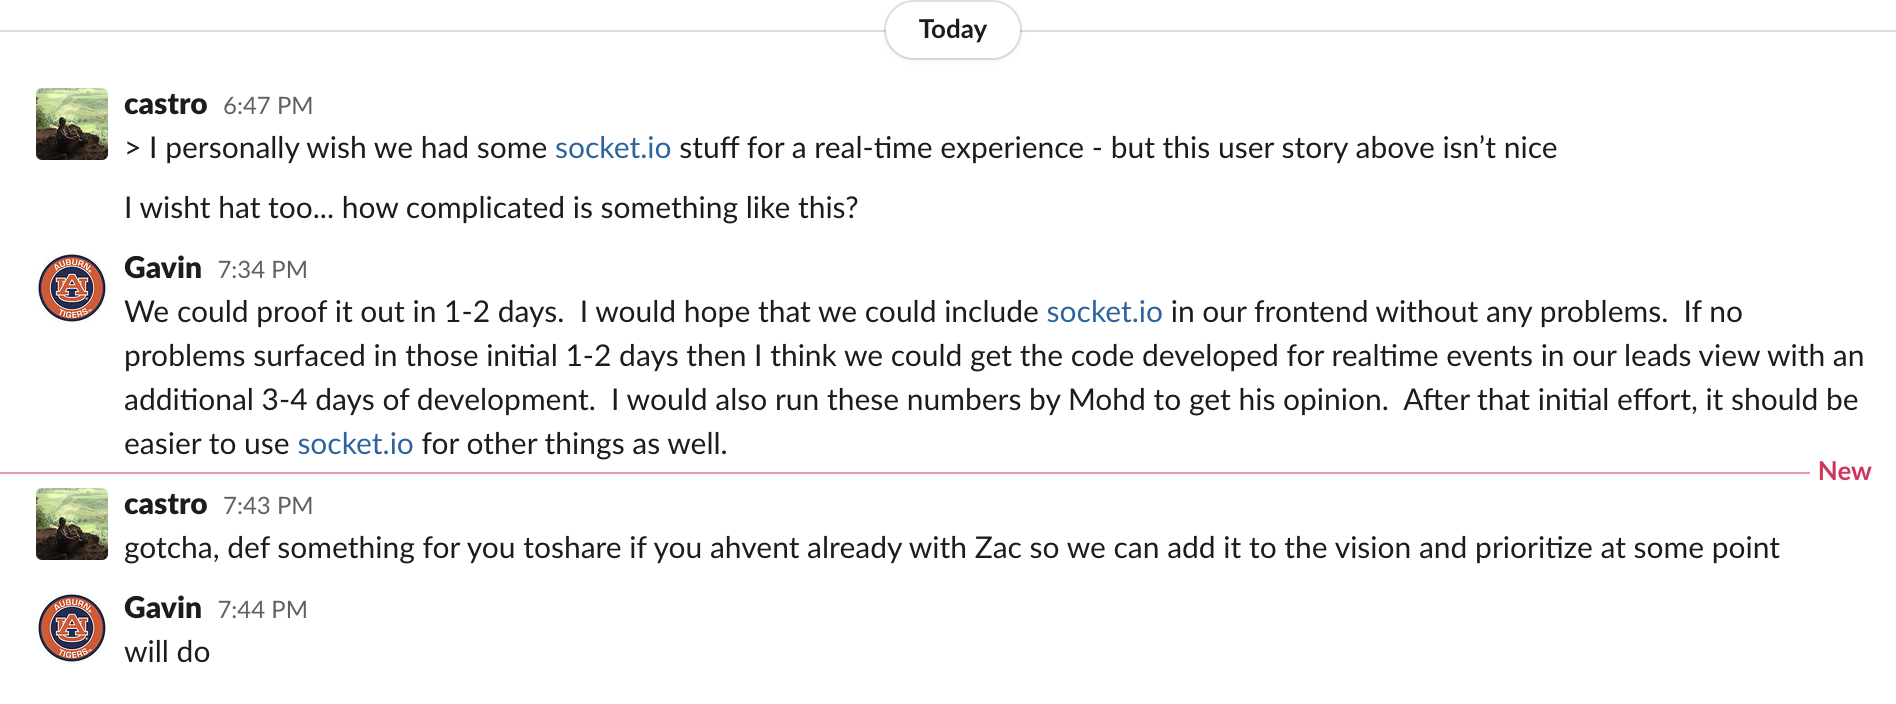 Today
castro 6:47 PM
> I personally wish we had some socket.io stuff for a real-time experience - but this user story above isn’t nice
I wisht hat too... how complicated is something like this?
AUBURN
AU
TIGERS
Gavin 7:34 PM
We could proof it out in 1-2 days.  I would hope that we could include socket.io in our frontend without any problems.  If no
problems surfaced in those initial 1-2 days then I think we could get the code developed for realtime events in our leads view with an
additional 3-4 days of development.  I would also run these numbers by Mohd to get his opinion.  After that initial effort, it should be
easier to use socket.io for other things as well.
New
castro 7:43 PM
gotcha, def something for you toshare if you ahvent already with Zac so we can add it to the vision and prioritize at some point
AUBURN
AU
TIGERS
Gavin 7:44 PM
will do